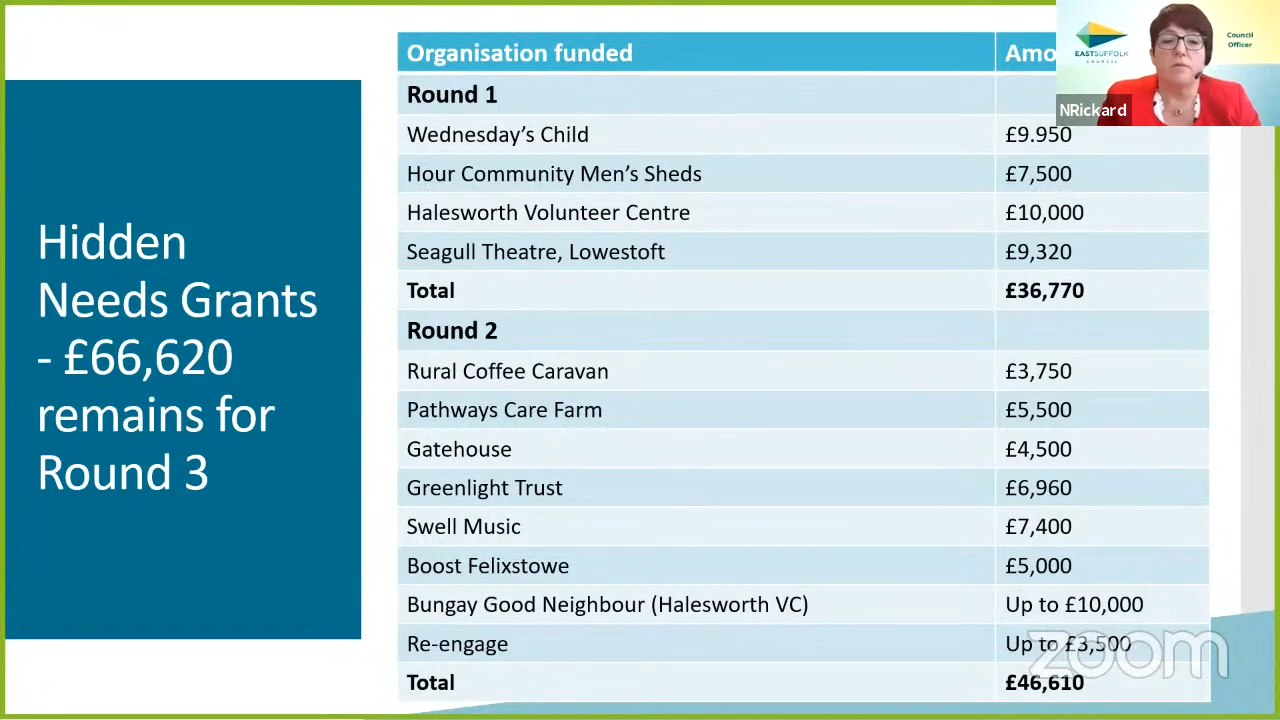 Hidden
Needs Grants
- £66,620
remains for
Round 3
Organisation funded Amo
Round 1
Wednesday’s Child £9.950
Hour Community Men’s Sheds £7,500
Halesworth Volunteer Centre £10,000
Seagull Theatre, Lowestoft £9,320
Total £36,770
Round 2
Rural Coffee Caravan £3,750
Pathways Care Farm £5,500
Gatehouse £4,500
Greenlight Trust £6,960
Swell Music £7,400
Boost Felixstowe £5,000
Bungay Good Neighbour (Halesworth VC) Up to £10,000
Re-engage Up to £3,500
Total £46,610
EASTSUFFOLK
COUNCIL
Council
Officer
NRickard
zoom